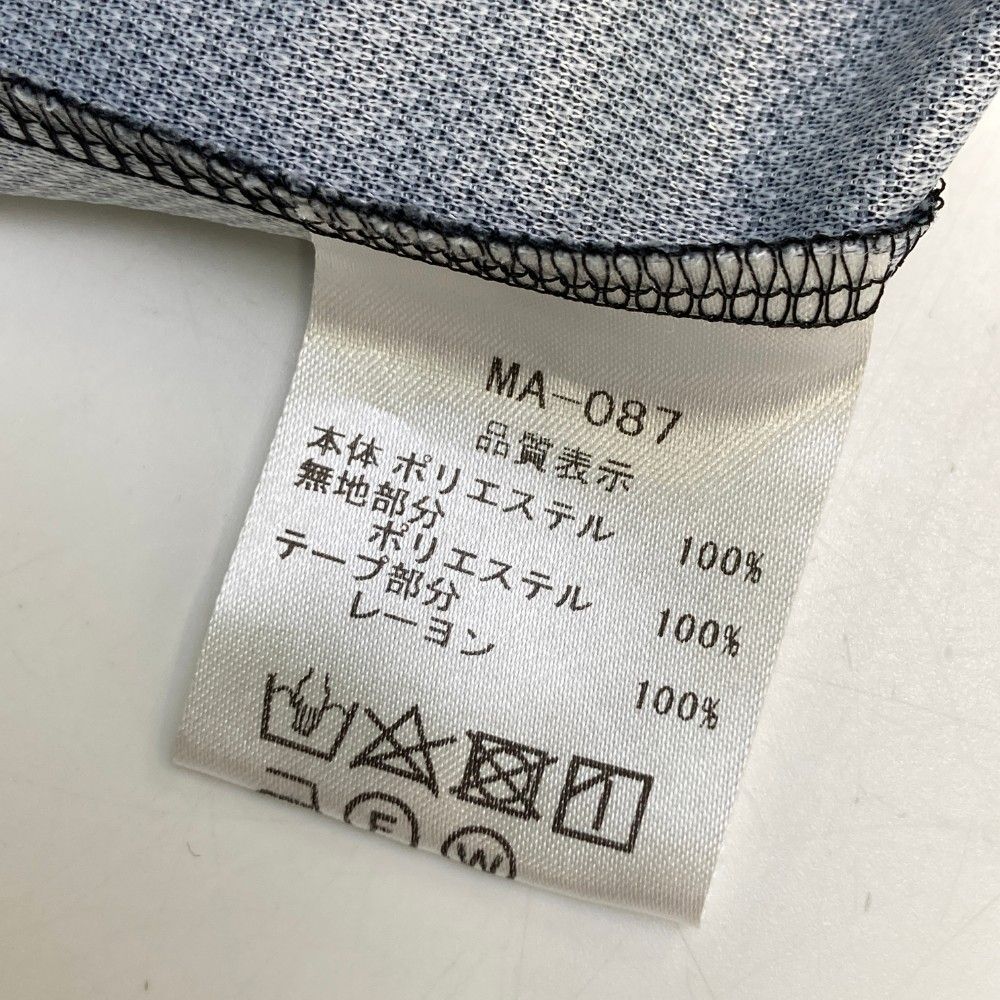 MA-087
品質表示
本体 ポリエステル 100%
無地部分
ポリエステル 100%
テープ部分
レーヨン 100%
F W